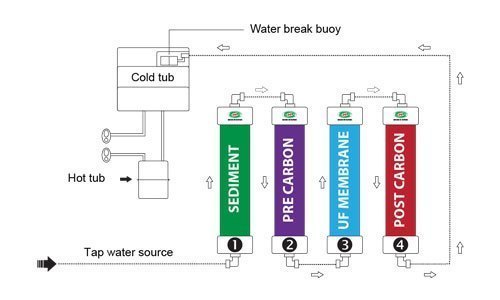 Water break buoy
Cold tub
Hot tub
Tap water source
SEDIMENT
PRE CARBON
UF MEMBRANE
POST CARBON
1
2
3
4